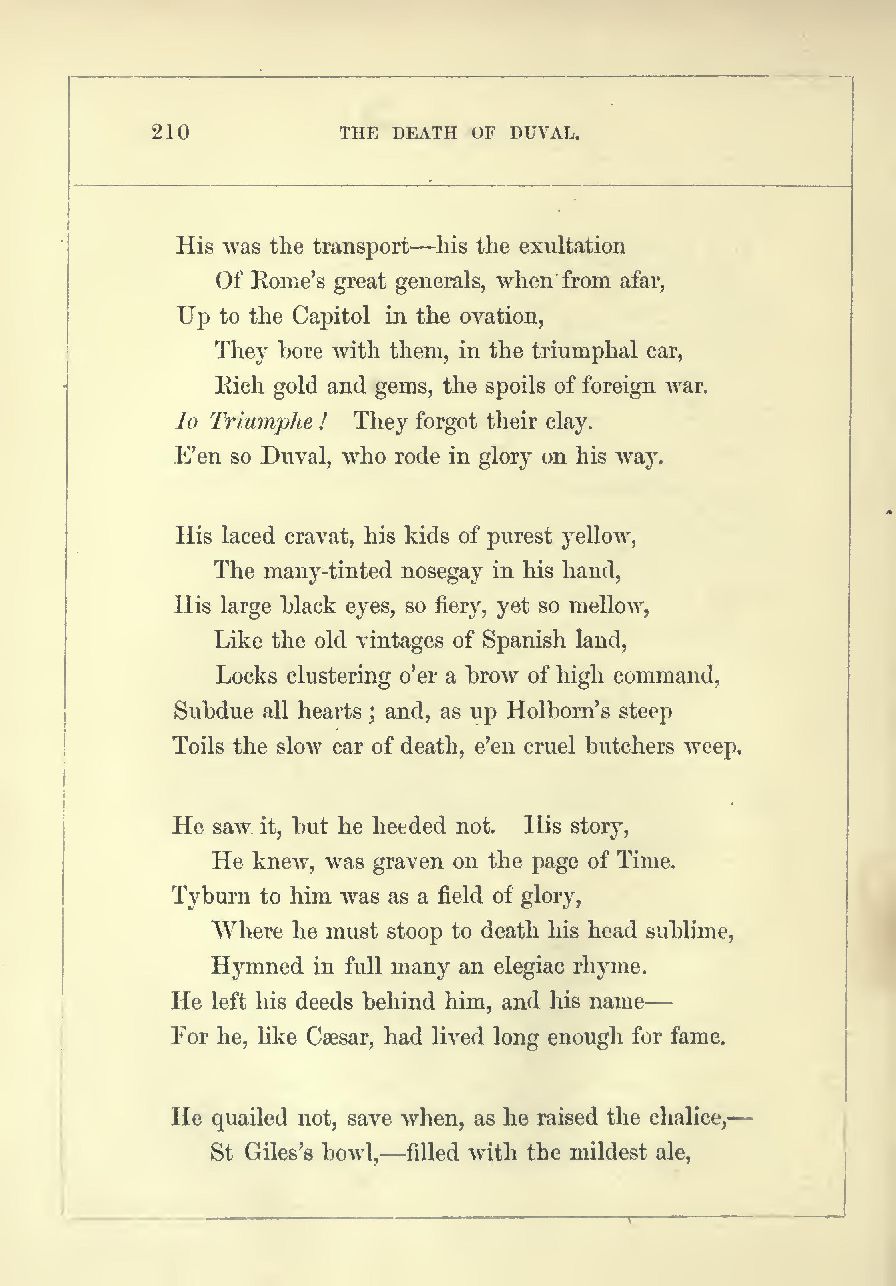 210 THE DEATH OF DUVAL.
His was the transport—his the exultation
Of Rome's great generals, when from afar,
Up to the Capitol in the ovation,
They bore with them, in the triumphal car,
Rich gold and gems, the spoils of foreign war.
Io Triumphe! They forgot their clay.
E'en so Duval, who rode in glory on his way.
His laced cravat, his kids of purest yellow,
The many-tinted nosegay in his hand,
His large black eyes, so fiery, yet so mellow,
Like the old vintages of Spanish land,
Locks clustering o'er a brow of high command,
Subdue all hearts; and, as up Holborn's steep
Toils the slow car of death, e'en cruel butchers weep.
He saw it, but he heeded not. His story,
He knew, was graven on the page of Time.
Tyburn to him was as a field of glory,
Where he must stoop to death his head sublime,
Hymned in full many an elegiac rhyme.
He left his deeds behind him, and his name—
For he, like Cæsar, had lived long enough for fame.
He quailed not, save when, as he raised the chalice,—
St Giles's bowl,—filled with the mildest ale,